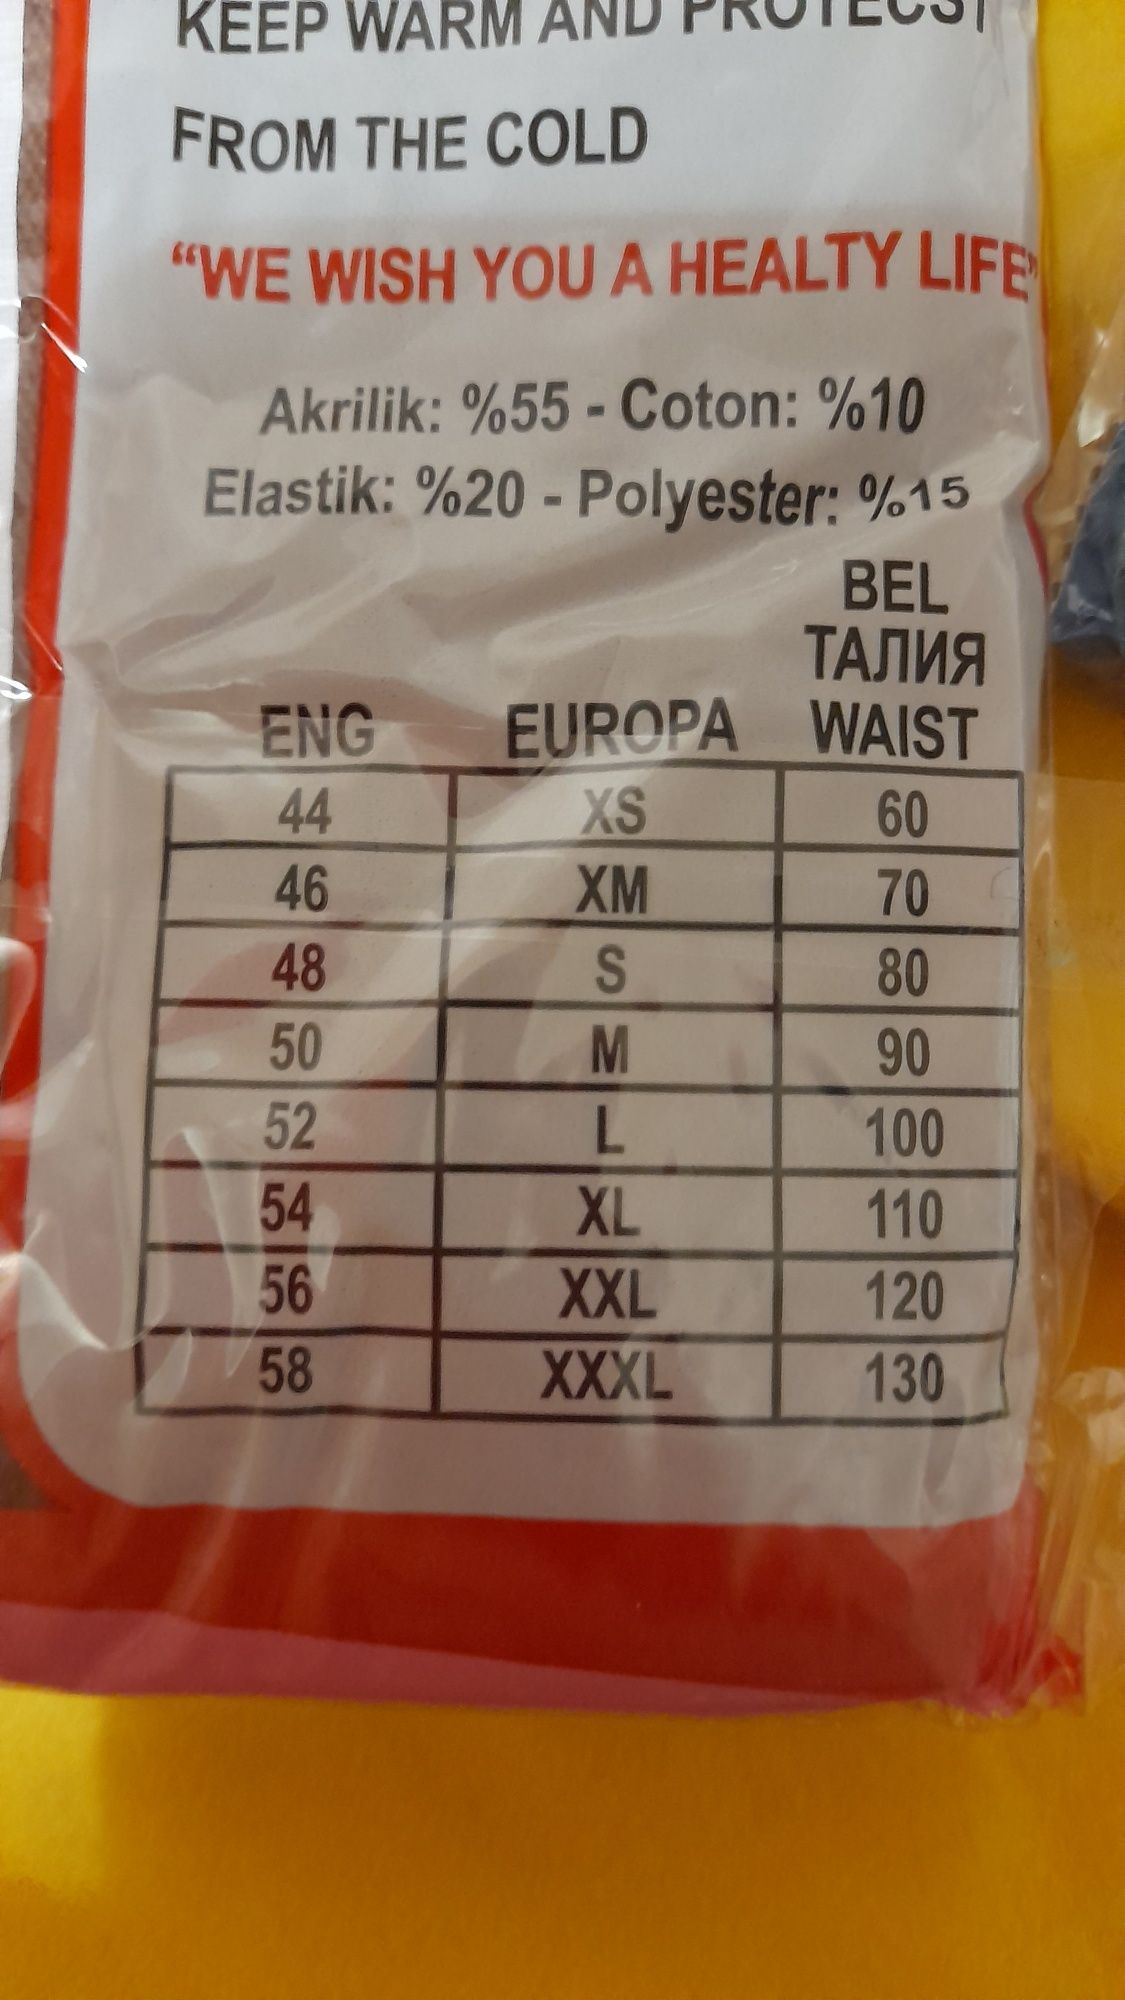 KEEP WARM AND PROTECST
FROM THE COLD
“WE WISH YOU A HEALTY LIFE”
Akrilik: %55 - Coton: %10
Elastik: %20 - Polyester: %15
BEL
ТАЛИЯ
ENG EUROPA WAIST
44 XS 60
46 XM 70
48 S 80
50 M 90
52 L 100
54 XL 110
56 XXL 120
58 XXXL 130